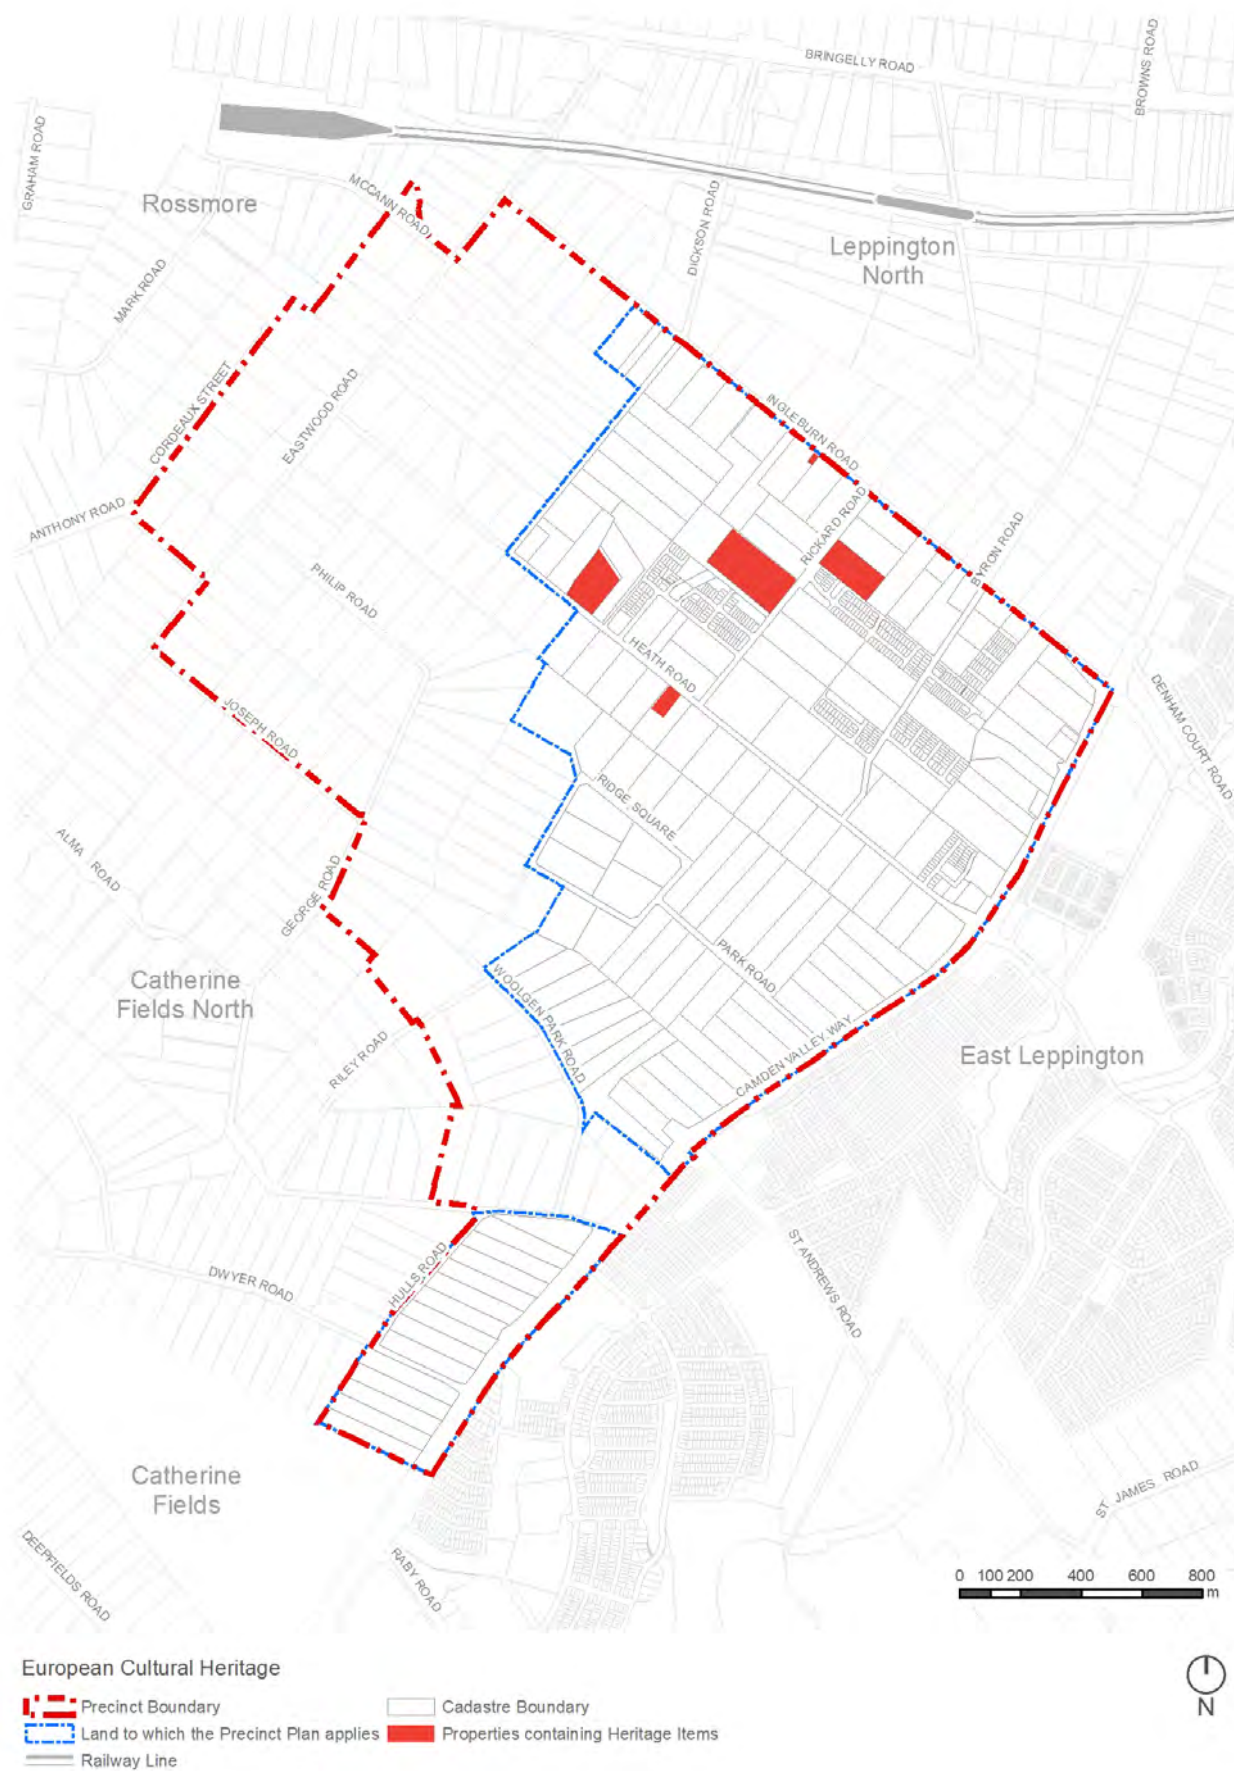 BRINGELLY ROAD
BROWNS ROAD
GRAHAM ROAD
MCCANN ROAD
Rossmore
DICKSON ROAD
Leppington
North
MARK ROAD
CORDEAUX STREET
EASTWOOD ROAD
INGLEBURN ROAD
ANTHONY ROAD
RICKARD ROAD
BYRON ROAD
PHILIP ROAD
HEATH ROAD
DENHAM COURT ROAD
JOSEPH ROAD
RIDGE SQUARE
ALMA ROAD
GEORGE ROAD
PARK ROAD
Catherine
Fields North
WOOLGEN PARK ROAD
RILEY ROAD
CAMDEN VALLEY WAY
East Leppington
HULLS ROAD
ST ANDREWS ROAD
DWYER ROAD
Catherine
Fields
ST JAMES ROAD
DEEPFIELDS ROAD
RABY ROAD
0 100 200 400 600 800
m
European Cultural Heritage
Precinct Boundary
Cadastre Boundary
Land to which the Precinct Plan applies
Properties containing Heritage Items
Railway Line
N